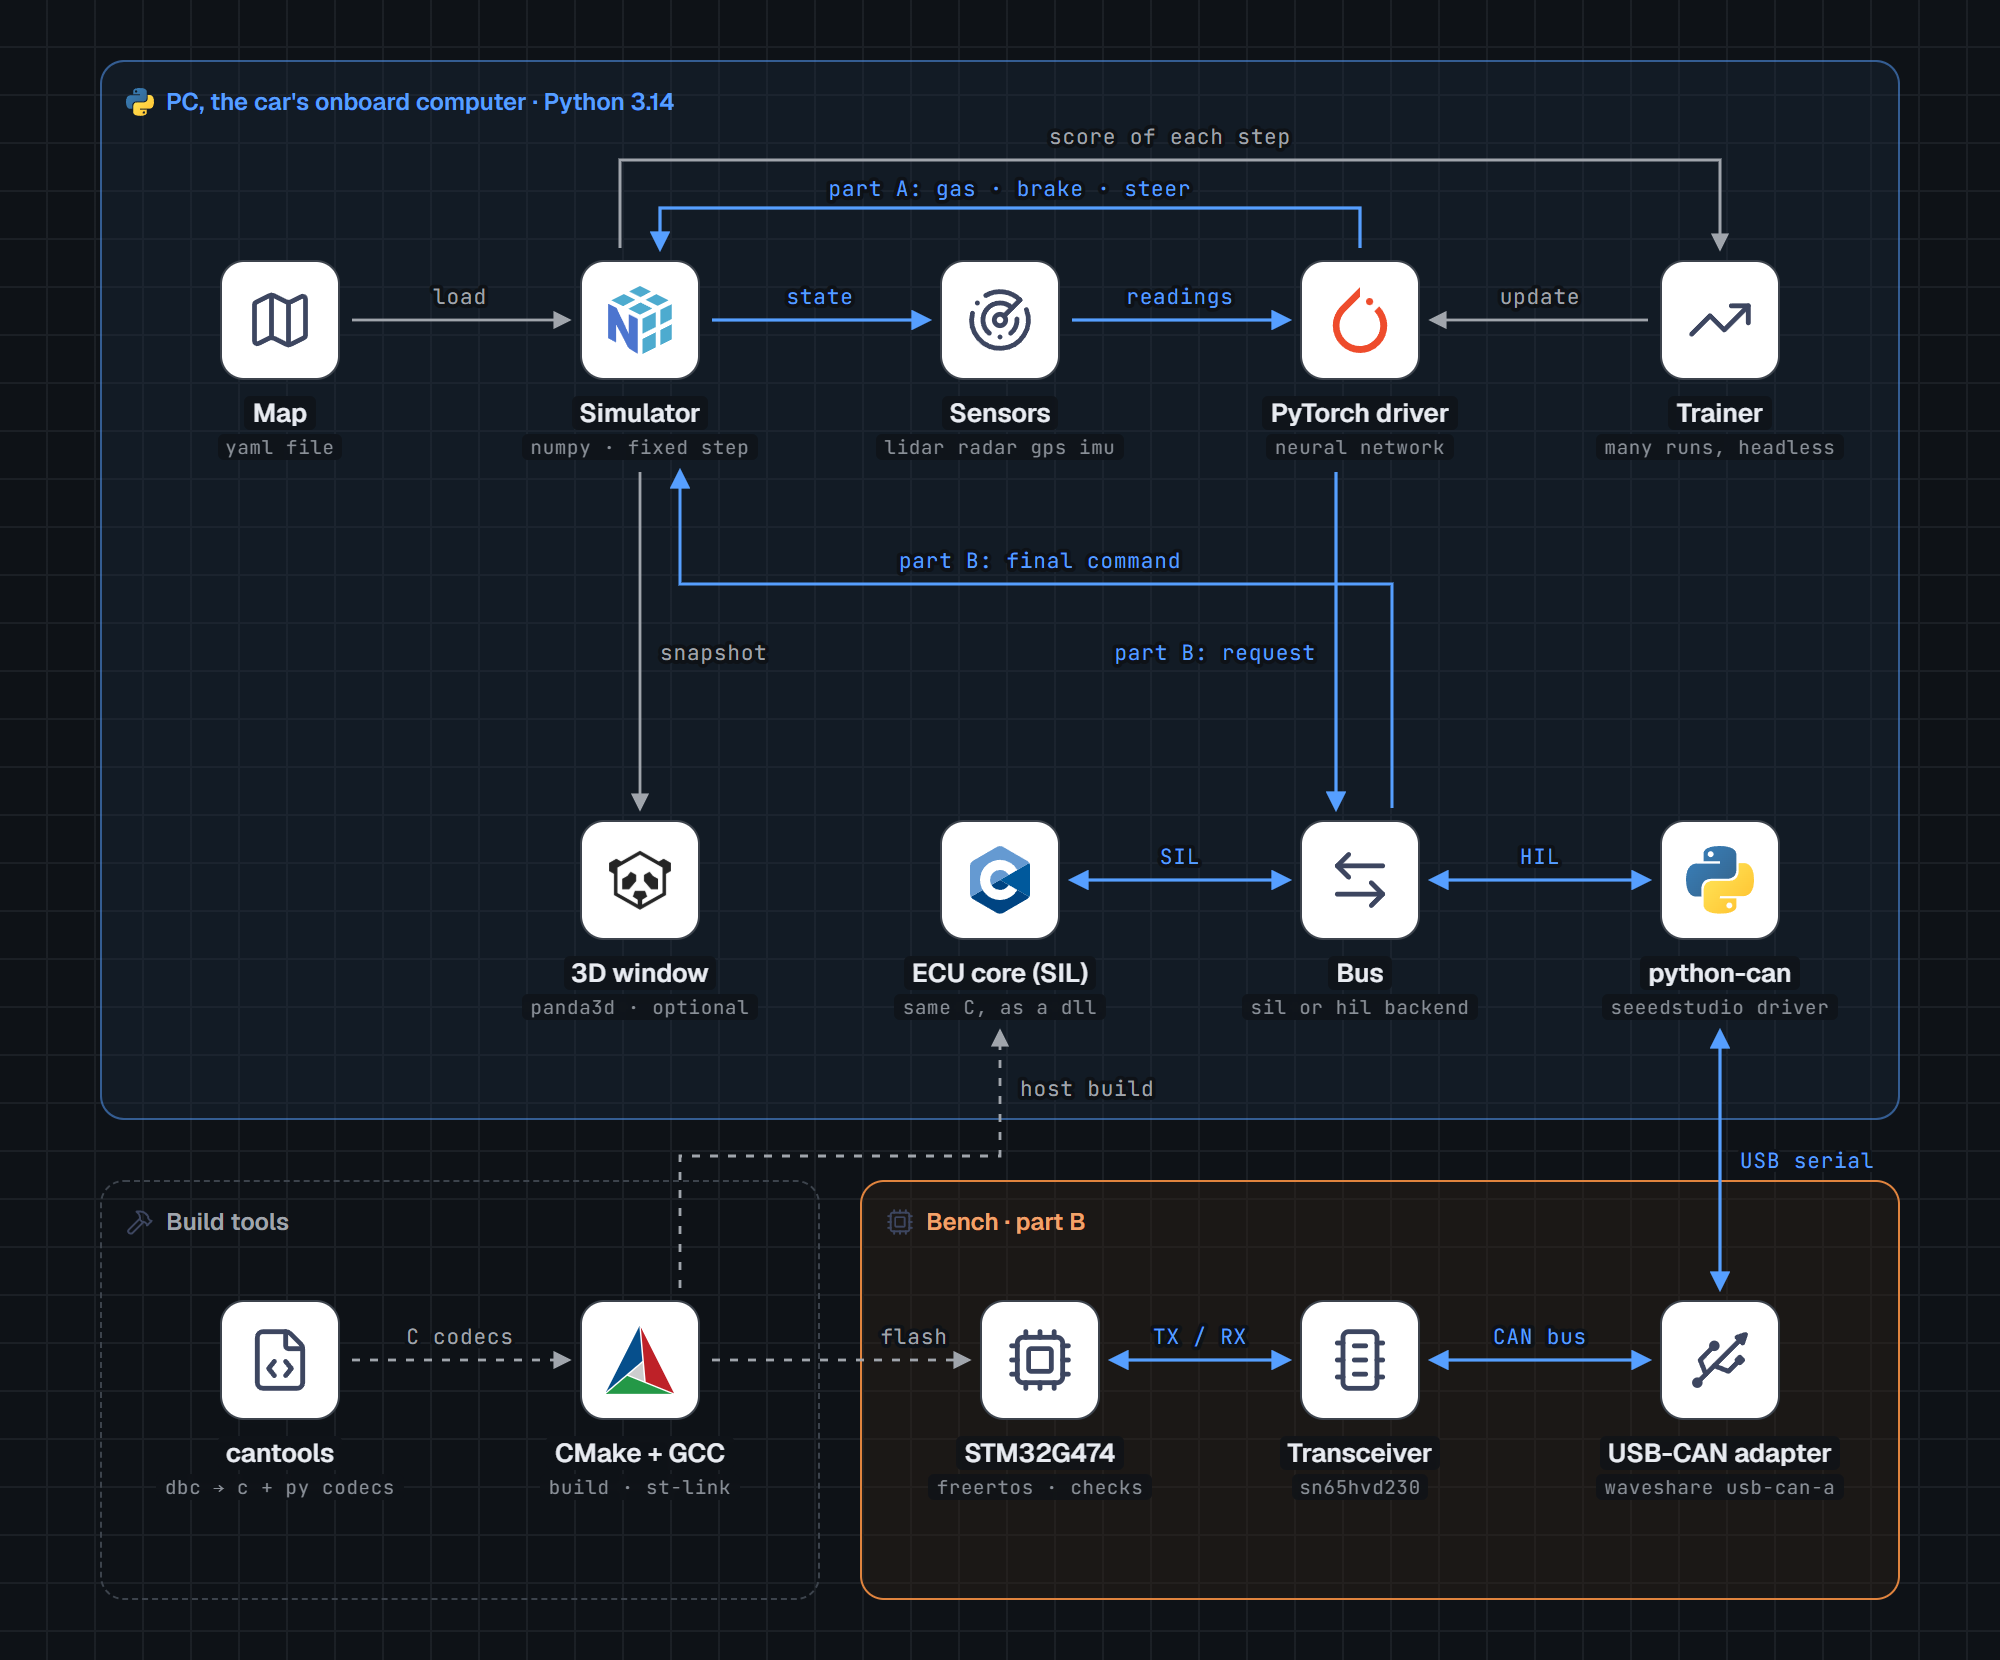 PC, the car's onboard computer · Python 3.14
score of each step
part A: gas · brake · steer
load
state
readings
update
Map
yaml file
Simulator
numpy · fixed step
Sensors
lidar radar gps imu
PyTorch driver
neural network
Trainer
many runs, headless
part B: final command
snapshot
part B: request
SIL
HIL
3D window
panda3d · optional
ECU core (SIL)
same C, as a dll
Bus
sil or hil backend
python-can
seeedstudio driver
host build
USB serial
Build tools
Bench · part B
C codecs
flash
TX / RX
CAN bus
cantools
dbc → c + py codecs
CMake + GCC
build · st-link
STM32G474
freertos · checks
Transceiver
sn65hvd230
USB-CAN adapter
waveshare usb-can-a